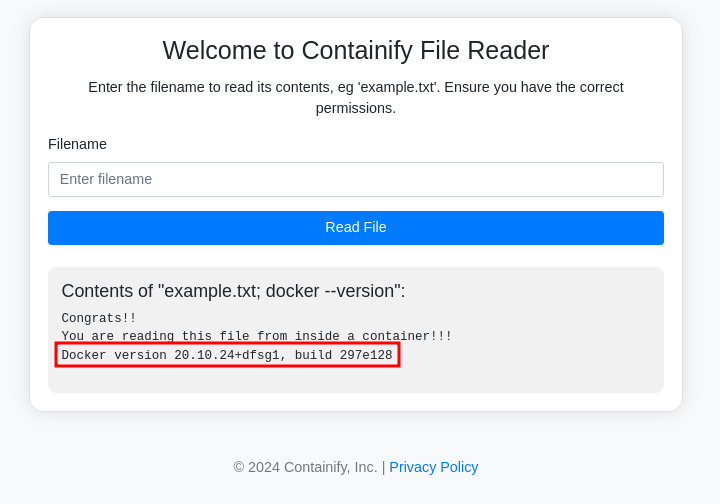 Welcome to Containify File Reader
Enter the filename to read its contents, eg 'example.txt'. Ensure you have the correct
permissions.
Filename
Enter filename
Read File
Contents of "example.txt; docker --version":
Congrats!!
You are reading this file from inside a container!!!
Docker version 20.10.24+dfsg1, build 297e128
© 2024 Containify, Inc. | Privacy Policy